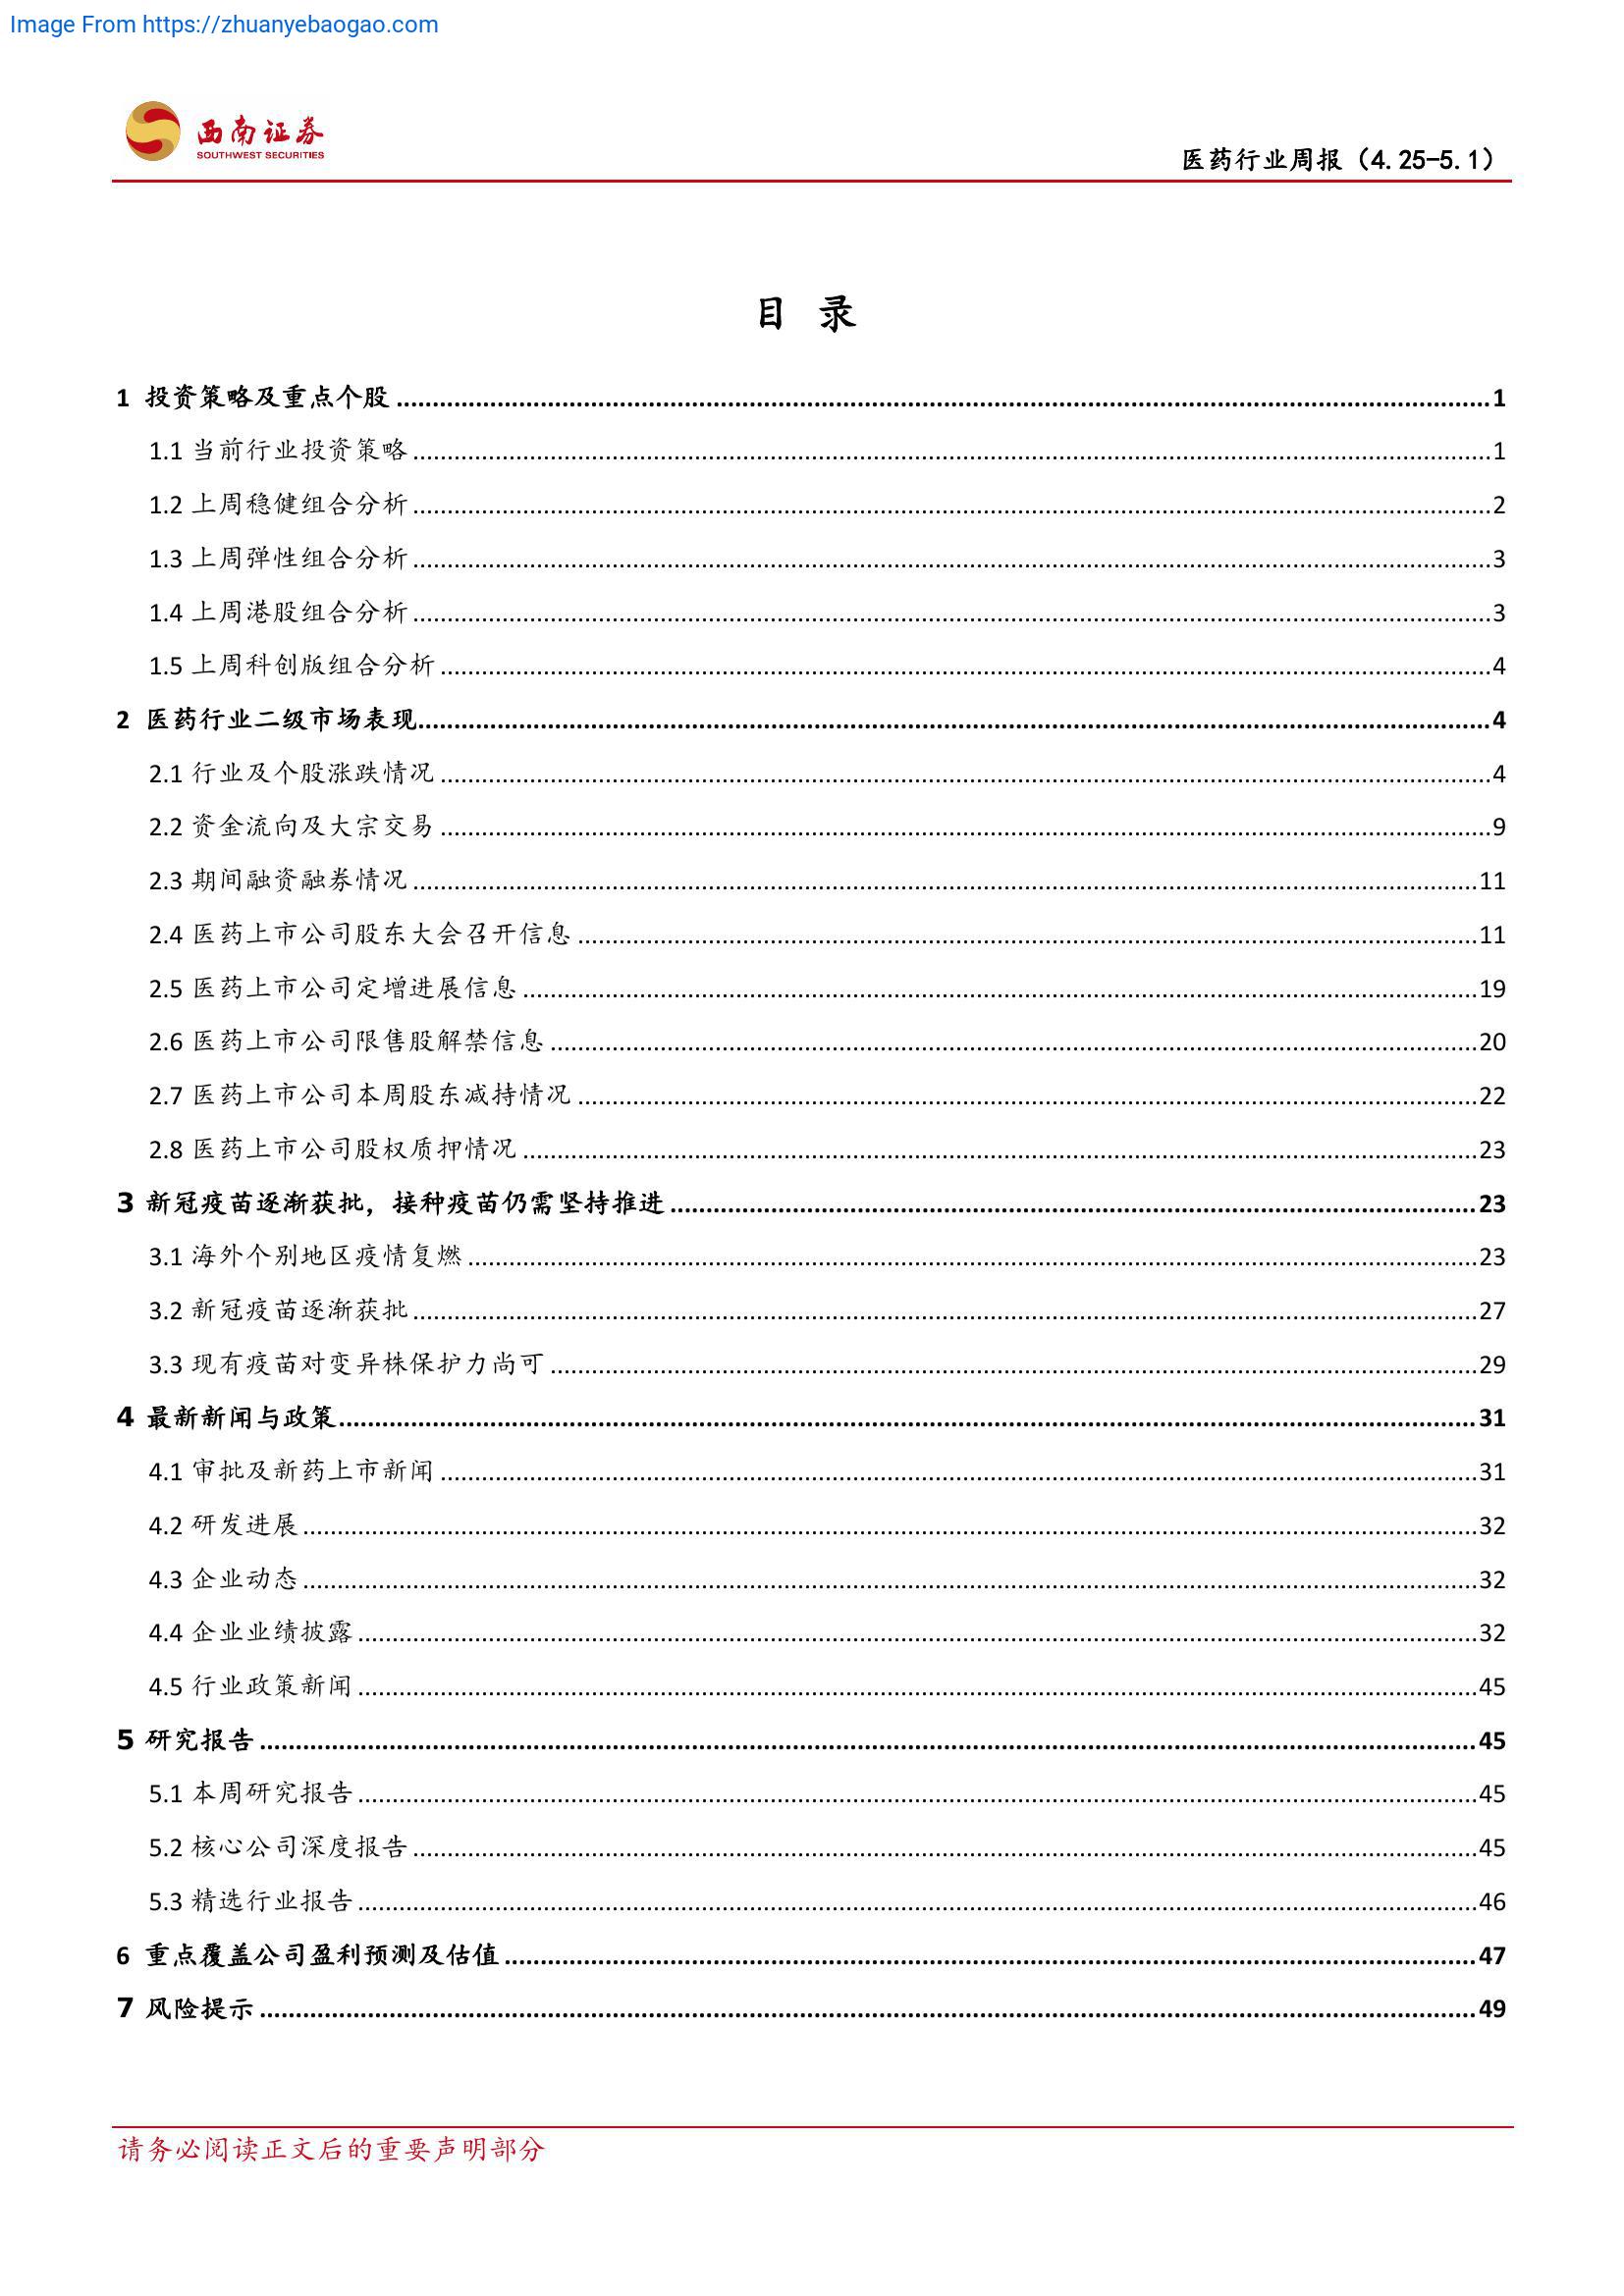 Image From https://zhuanyebaogao.com
西南证券
SOUTHWEST SECURITIES
医药行业周报（4.25-5.1）
目 录
1 投资策略及重点个股 ........ 1
1.1 当前行业投资策略 ........ 1
1.2 上周稳健组合分析 ........ 2
1.3 上周弹性组合分析 ........ 3
1.4 上周港股组合分析 ........ 3
1.5 上周科创版组合分析 ........ 4
2 医药行业二级市场表现 ........ 4
2.1 行业及个股涨跌情况 ........ 4
2.2 资金流向及大宗交易 ........ 9
2.3 期间融资融券情况 ........ 11
2.4 医药上市公司股东大会召开信息 ........ 11
2.5 医药上市公司定增进展信息 ........ 19
2.6 医药上市公司限售股解禁信息 ........ 20
2.7 医药上市公司本周股东减持情况 ........ 22
2.8 医药上市公司股权质押情况 ........ 23
3 新冠疫苗逐渐获批，接种疫苗仍需坚持推进 ........ 23
3.1 海外个别地区疫情复燃 ........ 23
3.2 新冠疫苗逐渐获批 ........ 27
3.3 现有疫苗对变异株保护力尚可 ........ 29
4 最新新闻与政策 ........ 31
4.1 审批及新药上市新闻 ........ 31
4.2 研发进展 ........ 32
4.3 企业动态 ........ 32
4.4 企业业绩披露 ........ 32
4.5 行业政策新闻 ........ 45
5 研究报告 ........ 45
5.1 本周研究报告 ........ 45
5.2 核心公司深度报告 ........ 45
5.3 精选行业报告 ........ 46
6 重点覆盖公司盈利预测及估值 ........ 47
7 风险提示 ........ 49
请务必阅读正文后的重要声明部分